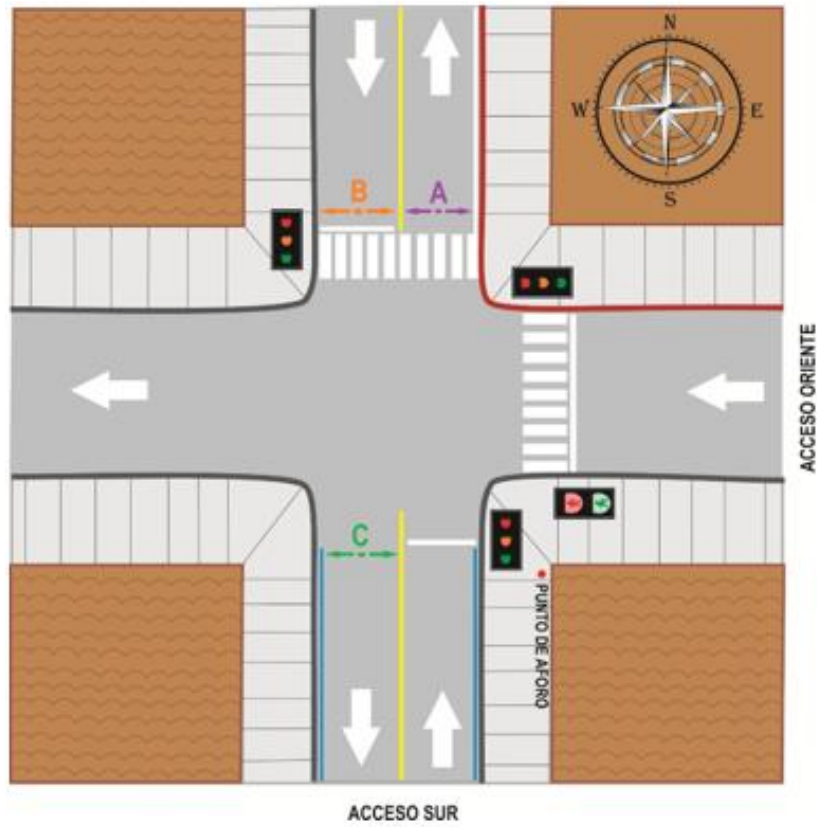 N
W E
S
B A
ACCESO ORIENTE
C
PUNTO DE AFORO
ACCESO SUR